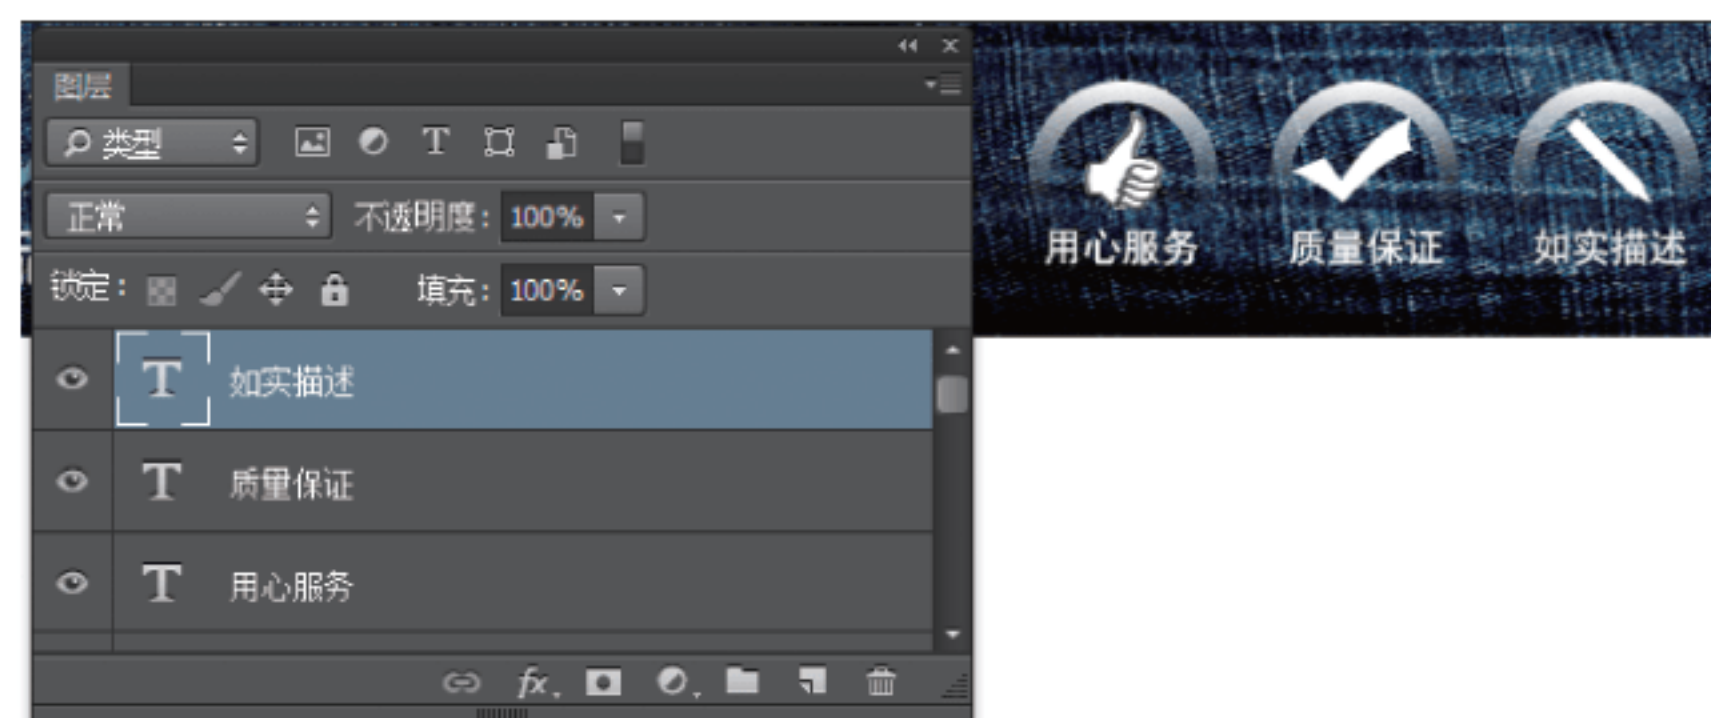 图层
类型
正常 不透明度: 100%
锁定: 填充: 100%
如实描述
质量保证
用心服务
fx.
用心服务 质量保证 如实描述